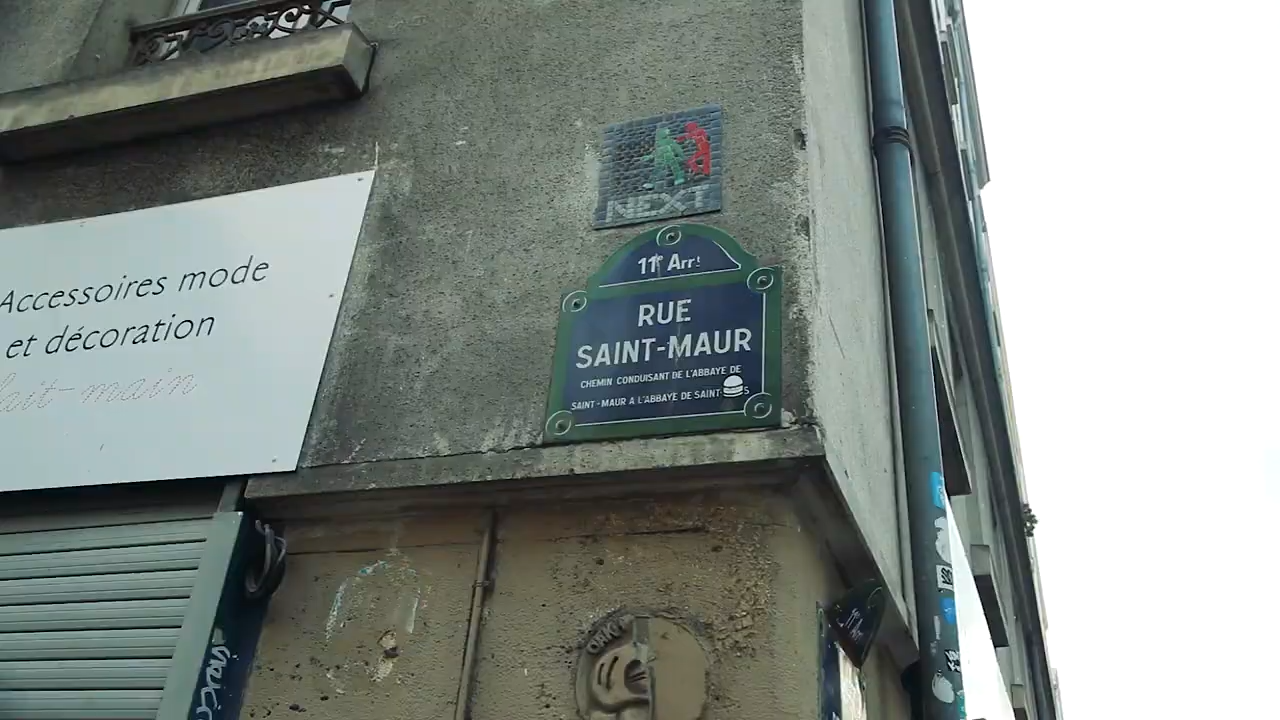 NEXT
11e Arrt
RUE
SAINT-MAUR
CHEMIN CONDUISANT DE L'ABBAYE DE
SAINT-MAUR A L'ABBAYE DE SAINT-
Accessoires mode
et décoration
fait-main